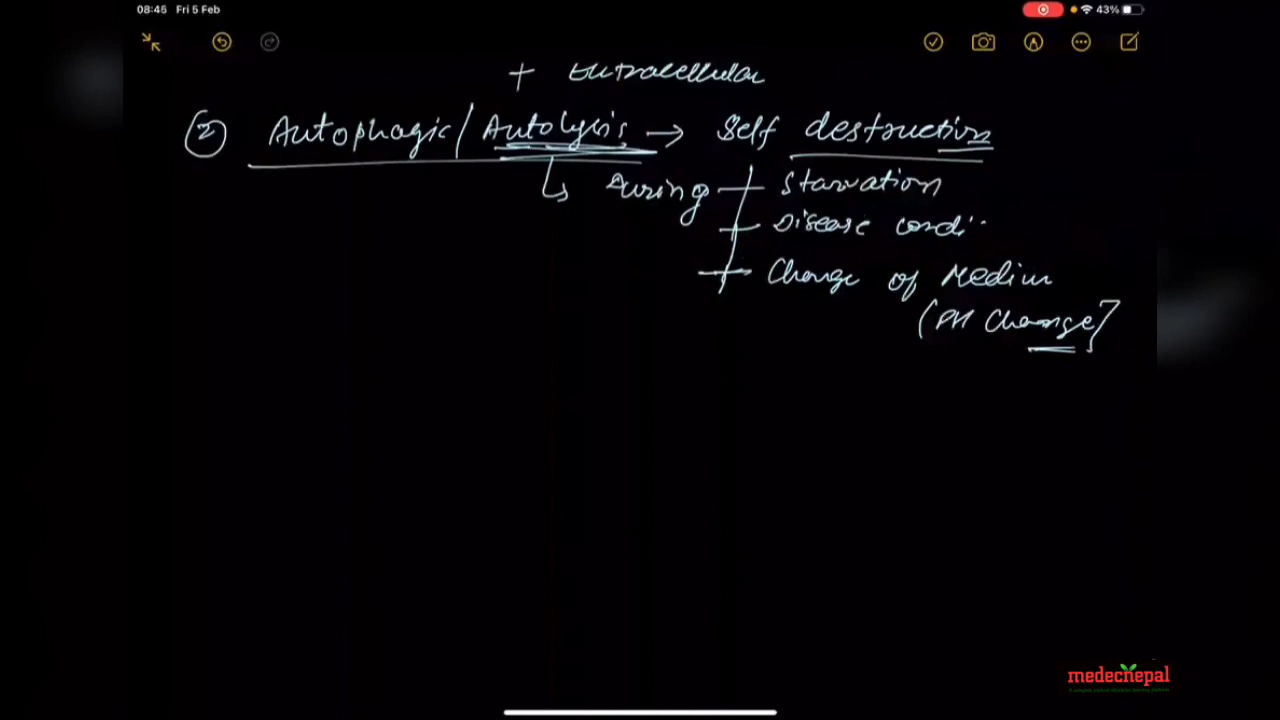 08:46 Fri 5 Feb 43%
+ Extracellular
② Autophagic/Autolysis → Self destruction
↳ During Starvation
Disease condi..
Change of Medium
(PH Change]
medecnepal